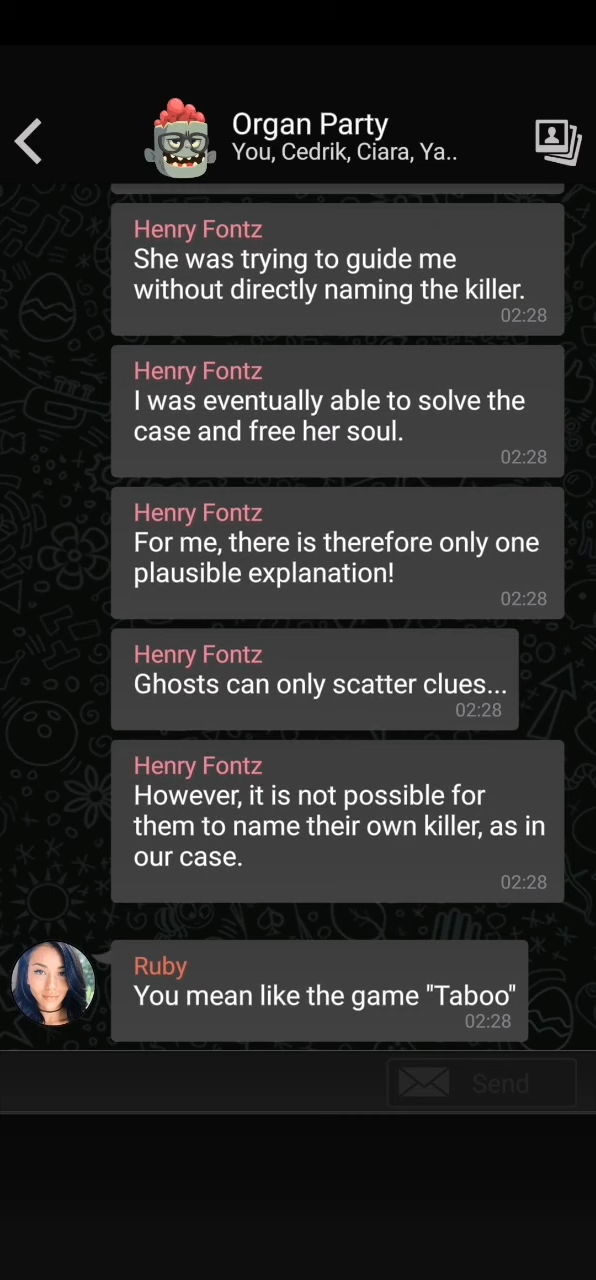 Organ Party
You, Cedrik, Ciara, Ya..
Henry Fontz
She was trying to guide me
without directly naming the killer.
02:28
Henry Fontz
I was eventually able to solve the
case and free her soul.
02:28
Henry Fontz
For me, there is therefore only one
plausible explanation!
02:28
Henry Fontz
Ghosts can only scatter clues...
02:28
Henry Fontz
However, it is not possible for
them to name their own killer, as in
our case.
02:28
Ruby
You mean like the game "Taboo"
02:28
Send